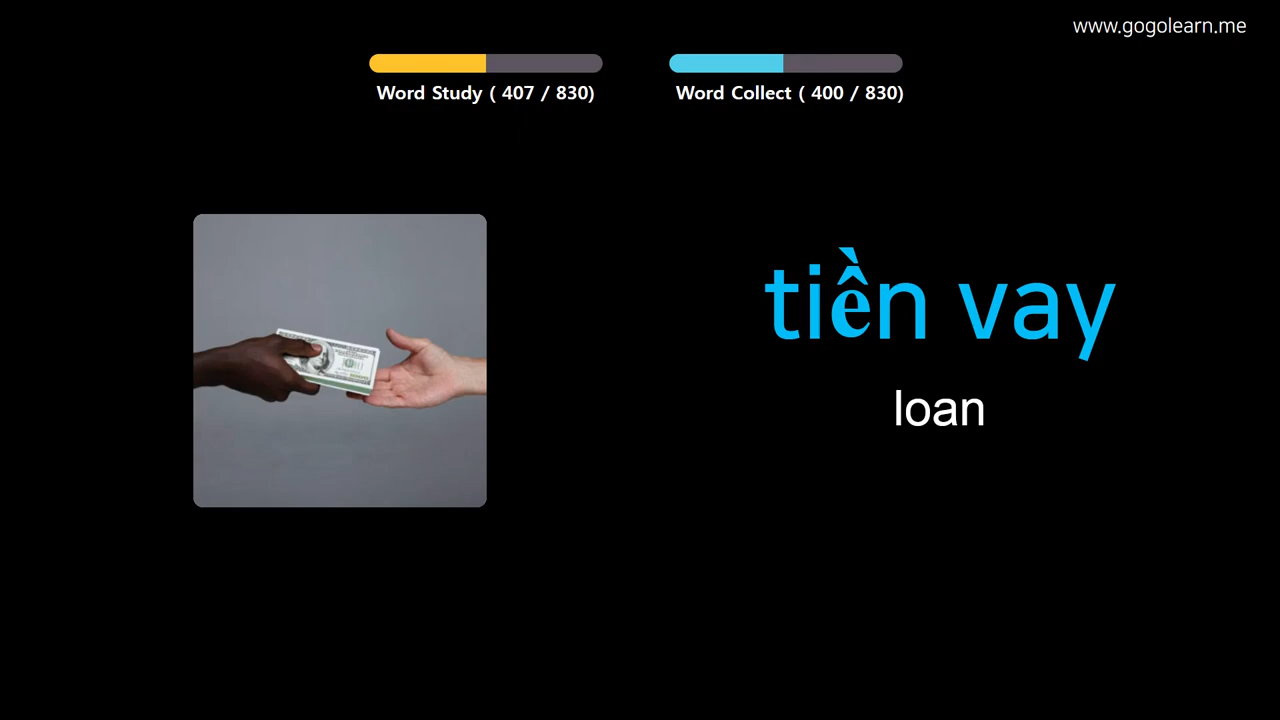 www.gogolearn.me
Word Study ( 407 / 830)
Word Collect ( 400 / 830)
tiền vay
loan